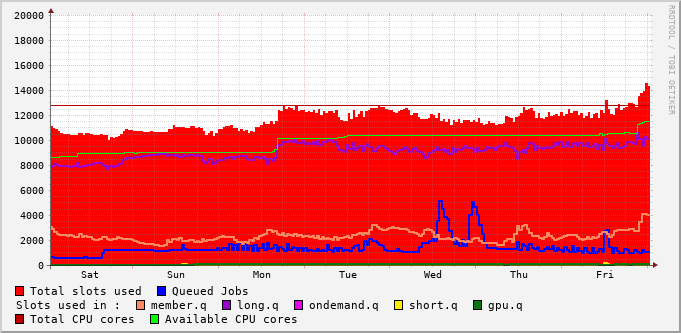 20000
18000
16000
14000
12000
10000
8000
6000
4000
2000
0
Sat Sun Mon Tue Wed Thu Fri
Total slots used Queued Jobs
Slots used in : member.q long.q ondemand.q short.q gpu.q
Total CPU cores Available CPU cores
RRDTOOL / TOBI OETIKER